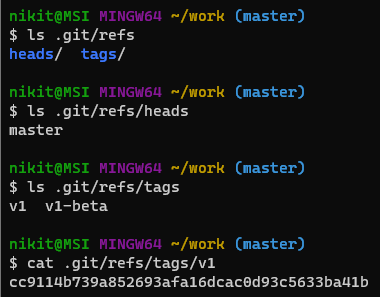 nikit@MSI MINGW64 ~/work (master)
$ ls .git/refs
heads/  tags/
nikit@MSI MINGW64 ~/work (master)
$ ls .git/refs/heads
master
nikit@MSI MINGW64 ~/work (master)
$ ls .git/refs/tags
v1  v1-beta
nikit@MSI MINGW64 ~/work (master)
$ cat .git/refs/tags/v1
cc9114b739a852693afa16dcac0d93c5633ba41b